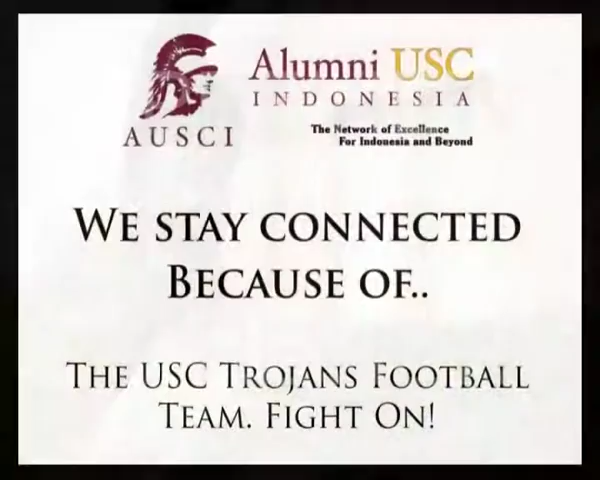 Alumni USC
INDONESIA
AUSCI
The Network of Excellence
For Indonesia and Beyond
WE STAY CONNECTED
BECAUSE OF..
THE USC TROJANS FOOTBALL
TEAM. FIGHT ON!